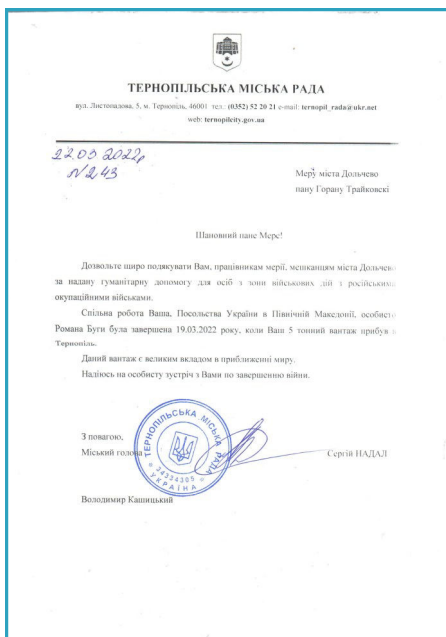 ТЕРНОПІЛЬСЬКА МІСЬКА РАДА
вул. Листопадова, 5, м. Тернопіль, 46001 тел.: (0352) 52 20 21 e-mail: ternopil_rada@ukr.net
web: ternopilcity.gov.ua
22.03 2022р
N 243
Меру міста Дольчево
пану Горану Трайковскі
Шановний пане Мере!
Дозвольте щиро подякувати Вам, працівникам мерії, мешканцям міста Дольчево
за надану гуманітарну допомогу для осіб з зони військових дій з російськими
окупаційними військами.
Спільна робота Ваша, Посольства України в Північній Македонії, особисто
Романа Буги була завершена 19.03.2022 року, коли Ваш 5 тонний вантаж прибув в
Тернопіль.
Даний вантаж є великим вкладом в приближенні миру.
Надіюсь на особисту зустріч з Вами по завершенню війни.
З повагою,
Міський голова
Сергій НАДАЛ
ТЕРНОПІЛЬСЬКА МІСЬКА РАДА
34334305
УКРАЇНА
Володимир Кашицький